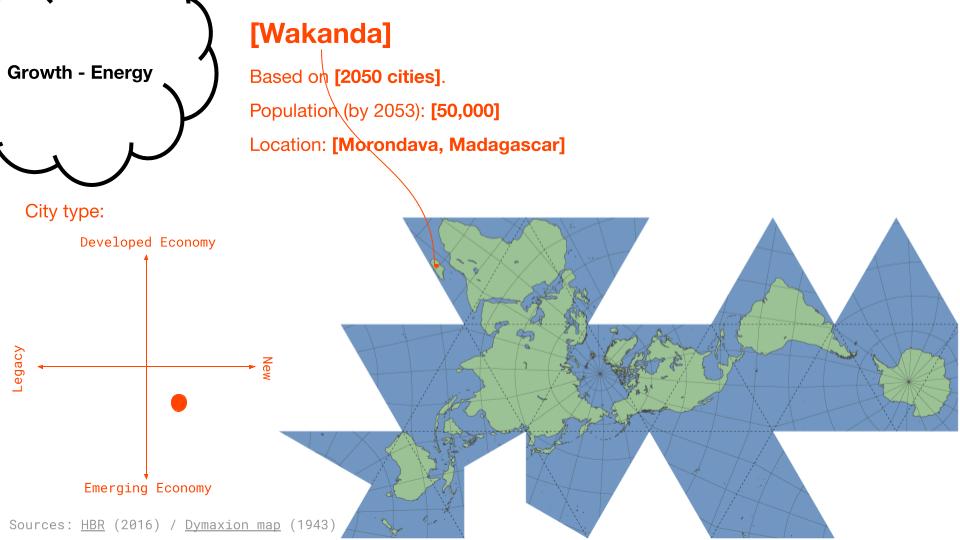 Growth - Energy
[Wakanda]
Based on [2050 cities].
Population (by 2053): [50,000]
Location: [Morondava, Madagascar]
City type:
Developed Economy
Legacy
New
Emerging Economy
Sources: HBR (2016) / Dymaxion map (1943)